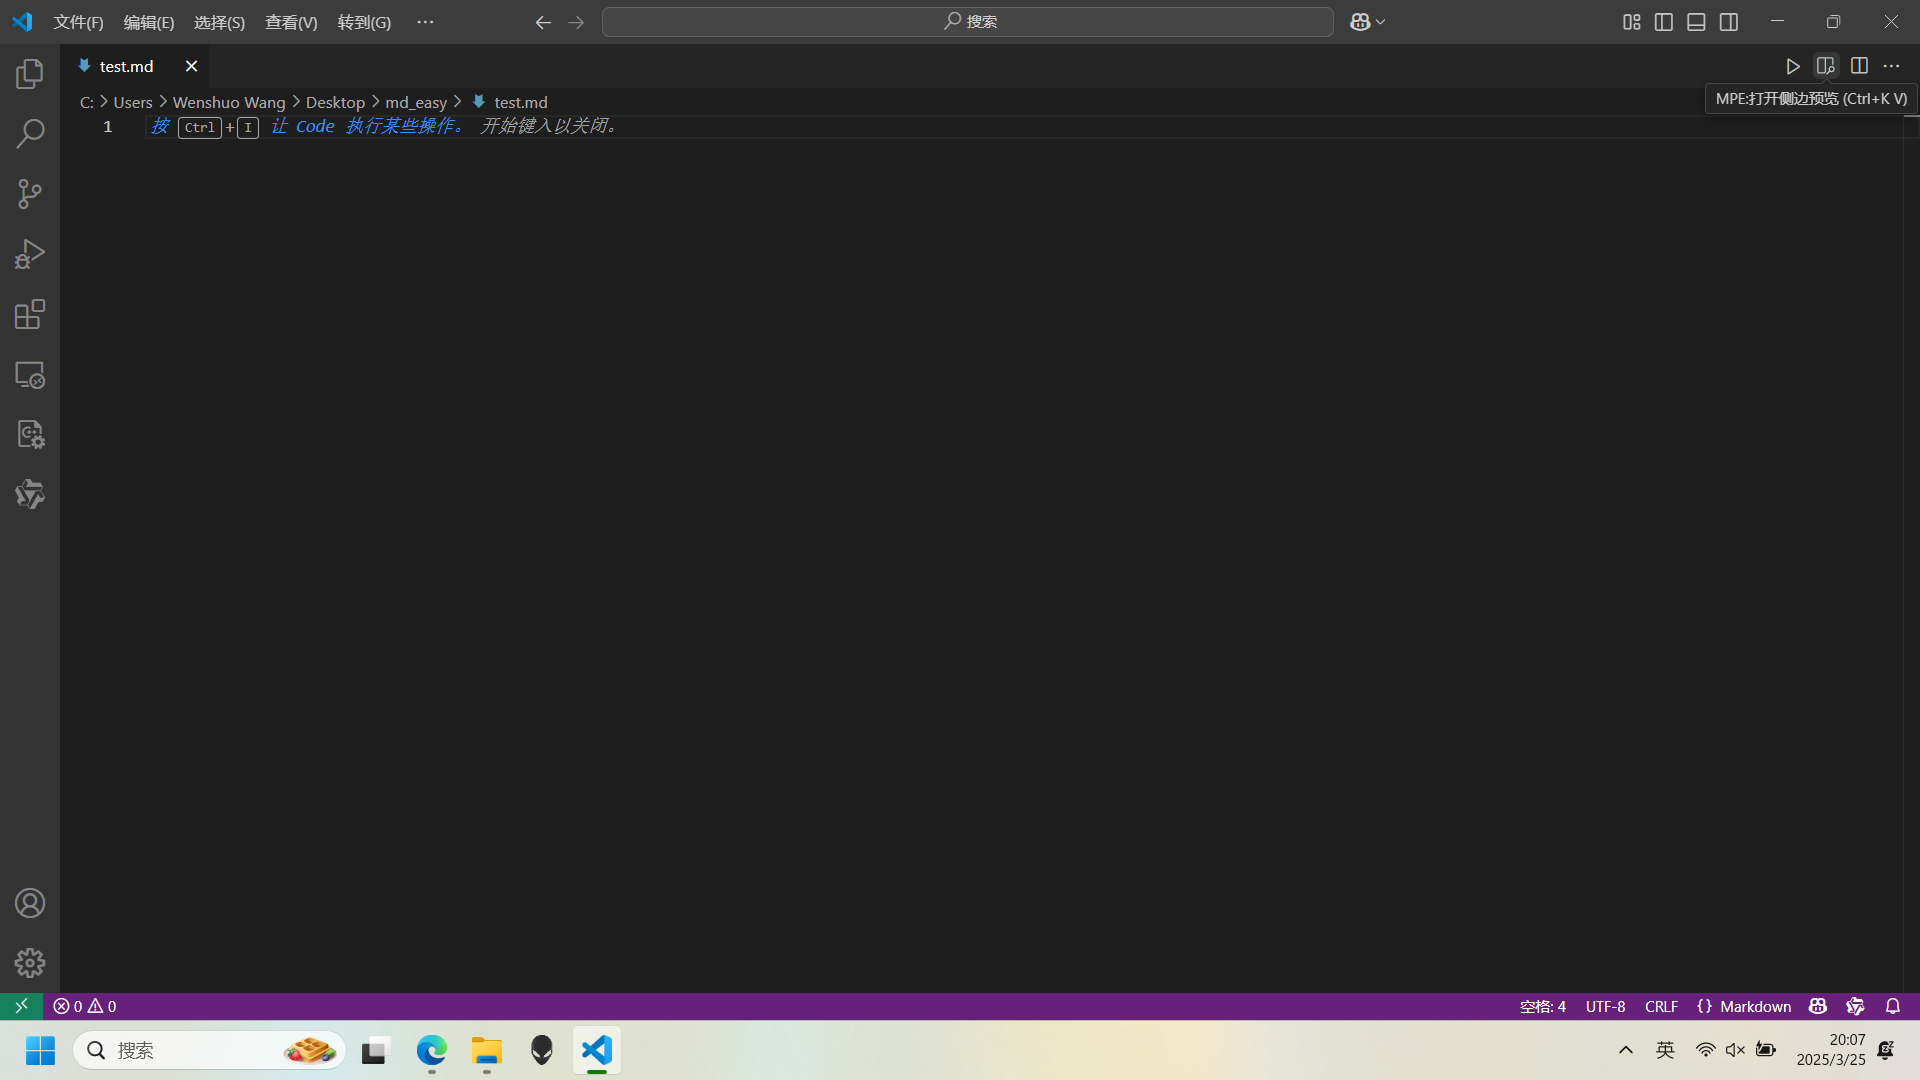 文件(F) 编辑(E) 选择(S) 查看(V) 转到(G) ··· 搜索
test.md
MPE:打开侧边预览 (Ctrl+K V)
C: > Users > Wenshuo Wang > Desktop > md_easy > test.md
1 按 Ctrl+I 让 Code 执行某些操作。 开始键入以关闭。
0 0 空格: 4 UTF-8 CRLF {} Markdown
搜索 英 20:07
2025/3/25